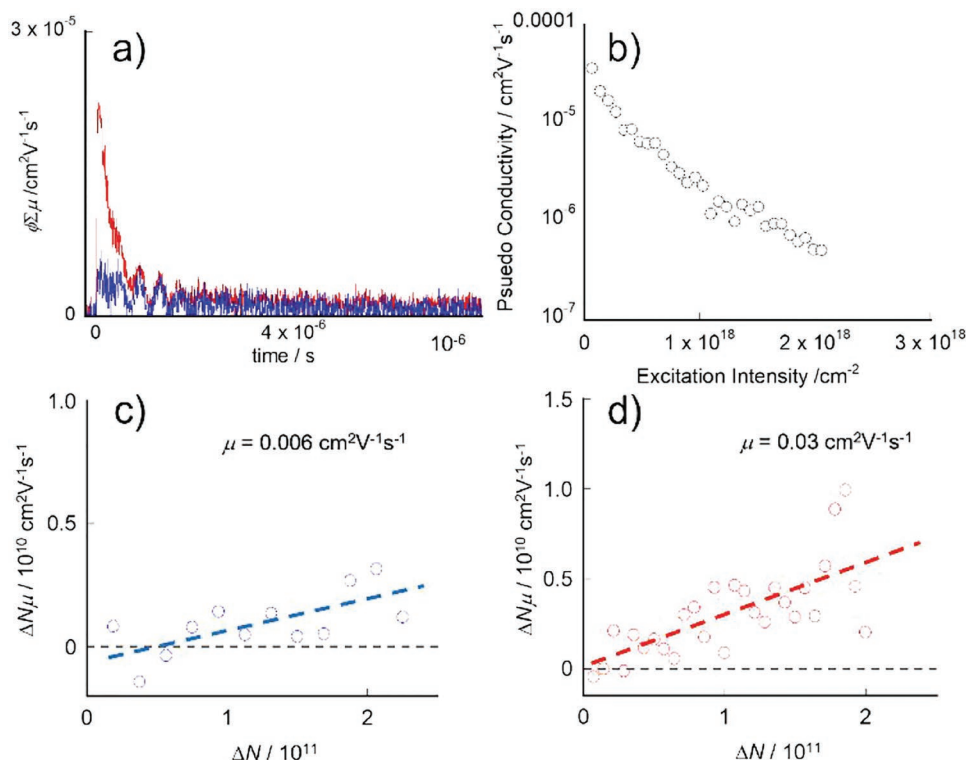 a)
3 x 10-5
ϕΣμ /cm2V-1s-1
0
0
4 x 10-6
10-6
time / s
b)
0.0001
10-5
10-6
10-7
Psuedo Conductivity / cm2V-1s-1
0
1 x 1018
2 x 1018
3 x 1018
Excitation Intensity /cm-2
c)
1.0
0.5
0
ΔNμ / 1010 cm2V-1s-1
μ = 0.006 cm2V-1s-1
0
1
2
ΔN / 1011
d)
1.5
1.0
0.5
0
ΔNμ / 1010 cm2V-1s-1
μ = 0.03 cm2V-1s-1
0
1
2
ΔN / 1011